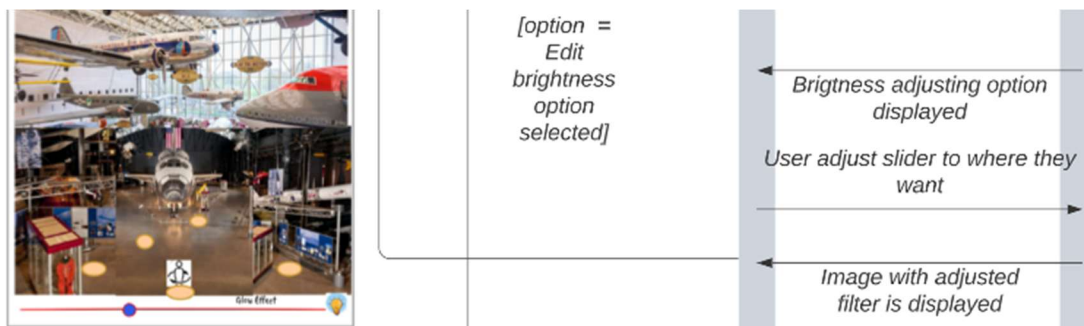 Glow Effect
[option =
Edit
brightness
option
selected]
Brigtness adjusting option
displayed
User adjust slider to where they
want
Image with adjusted
filter is displayed